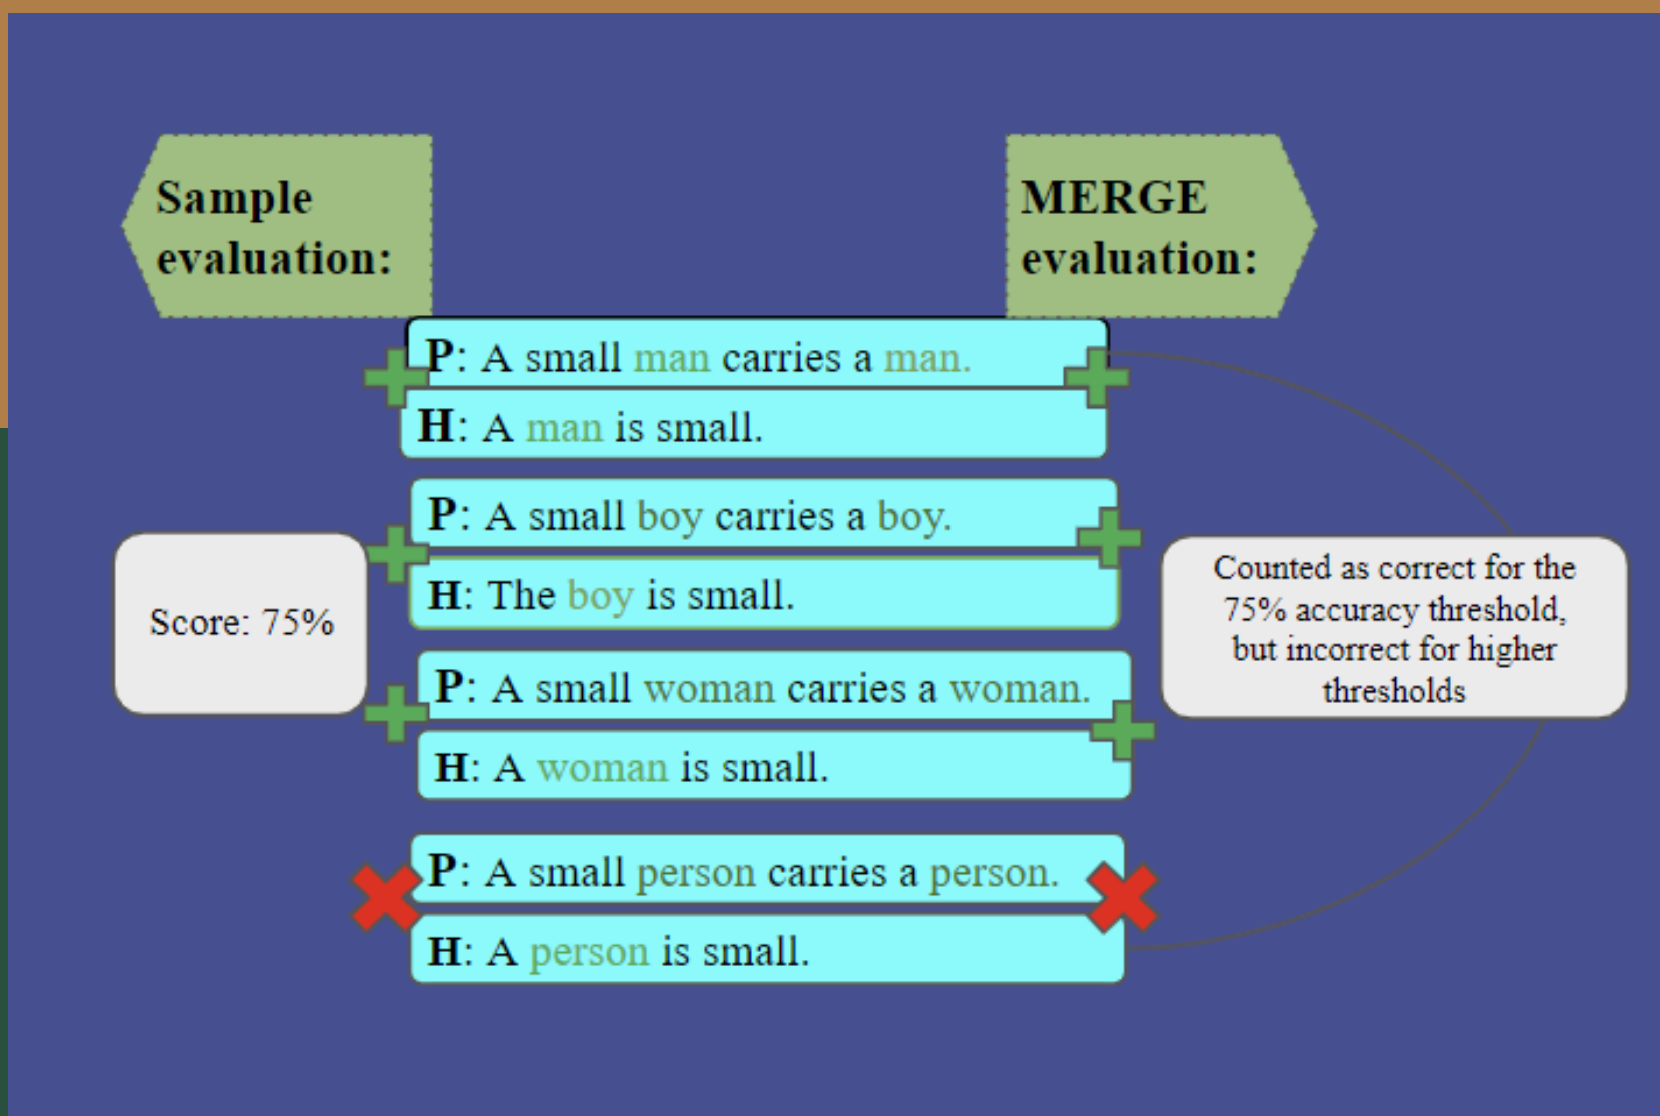 Sample
evaluation:
MERGE
evaluation:
P: A small man carries a man.
H: A man is small.
P: A small boy carries a boy.
H: The boy is small.
P: A small woman carries a woman.
H: A woman is small.
P: A small person carries a person.
H: A person is small.
Score: 75%
Counted as correct for the
75% accuracy threshold,
but incorrect for higher
thresholds